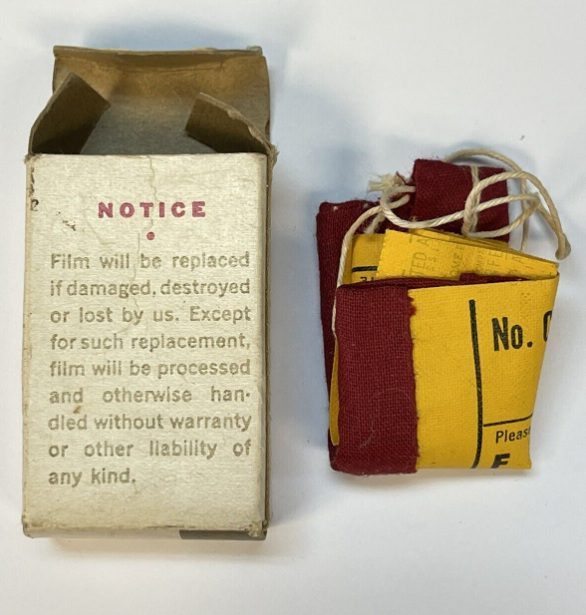 NOTICE
Film will be replaced
if damaged, destroyed
or lost by us. Except
for such replacement,
film will be processed
and otherwise han-
dled without warranty
or other liability of
any kind.
No.
Pleas